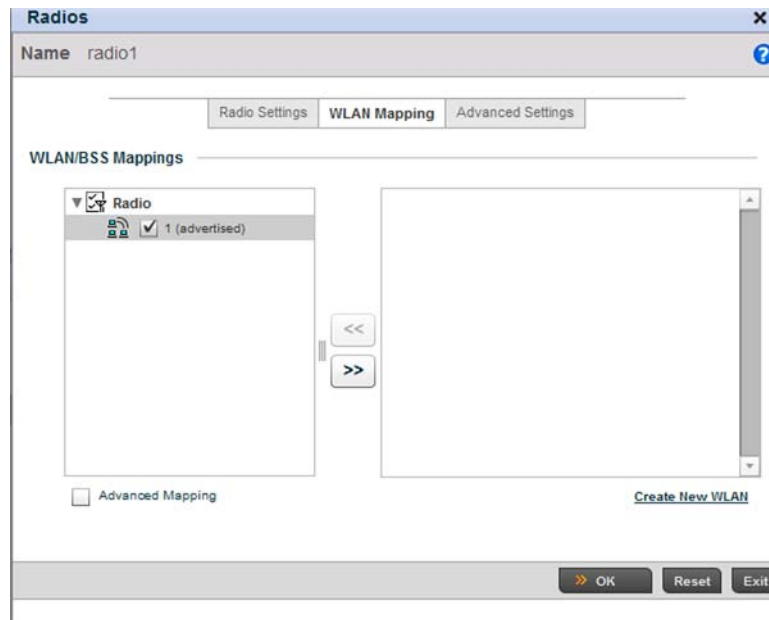 Radios
Name radio1
Radio Settings WLAN Mapping Advanced Settings
WLAN/BSS Mappings
Radio
1 (advertised)
<<
>>
Advanced Mapping
Create New WLAN
OK Reset Exit